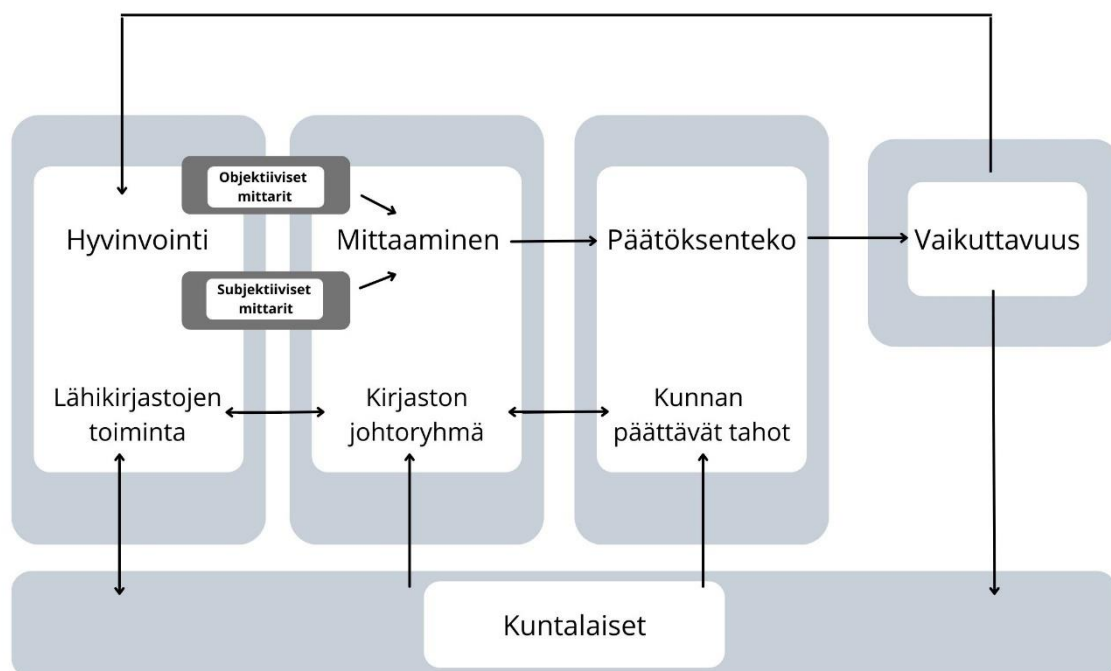 Objektiiviset
mittarit
Hyvinvointi
Mittaaminen
Päätöksenteko
Vaikuttavuus
Subjektiiviset
mittarit
Lähikirjastojen
toiminta
Kirjaston
johtoryhmä
Kunnan
päättävät tahot
Kuntalaiset